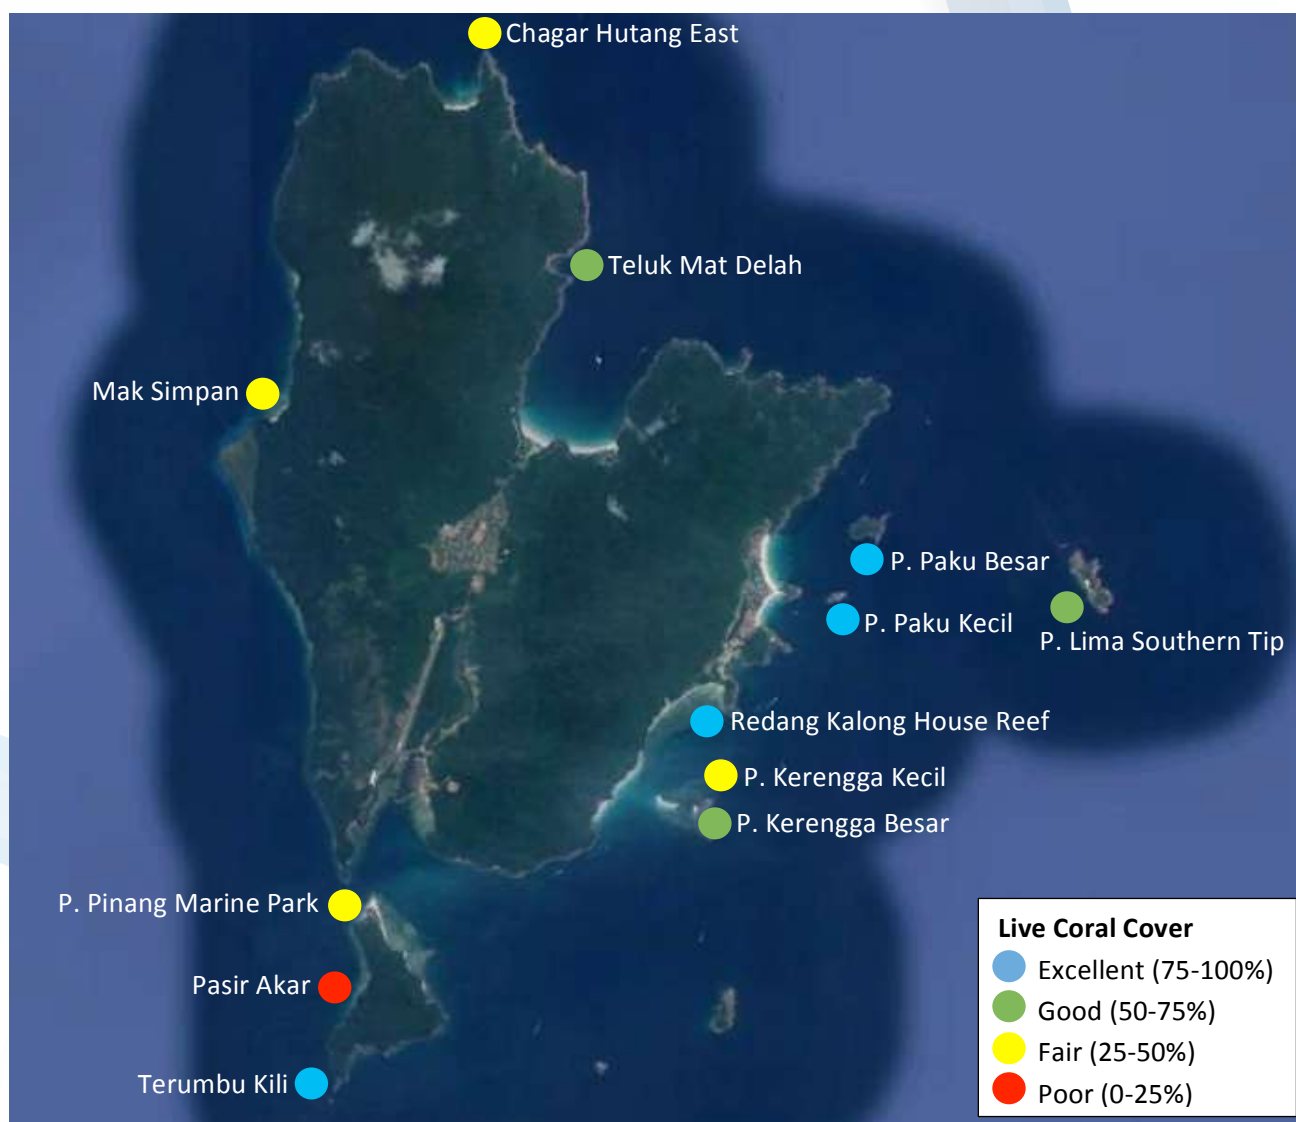 Chagar Hutang East
Teluk Mat Delah
Mak Simpan
P. Paku Besar
P. Paku Kecil
P. Lima Southern Tip
Redang Kalong House Reef
P. Kerengga Kecil
P. Kerengga Besar
P. Pinang Marine Park
Pasir Akar
Terumbu Kili
Live Coral Cover
Excellent (75-100%)
Good (50-75%)
Fair (25-50%)
Poor (0-25%)